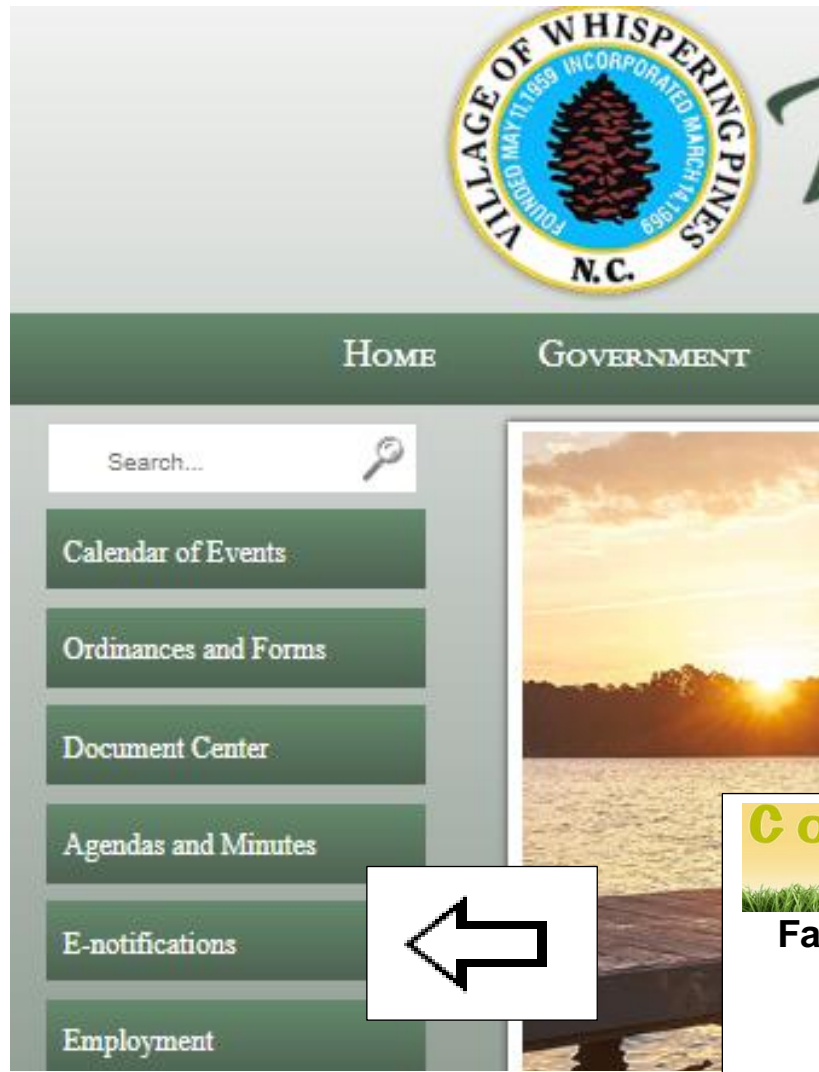 VILLAGE OF WHISPERING PINES
FOUNDED MAY 11, 1959 INCORPORATED MARCH 14, 1969
N.C.
HOME GOVERNMENT
Search...
Calendar of Events
Ordinances and Forms
Document Center
Agendas and Minutes
E-notifications
Employment
Co
Fa